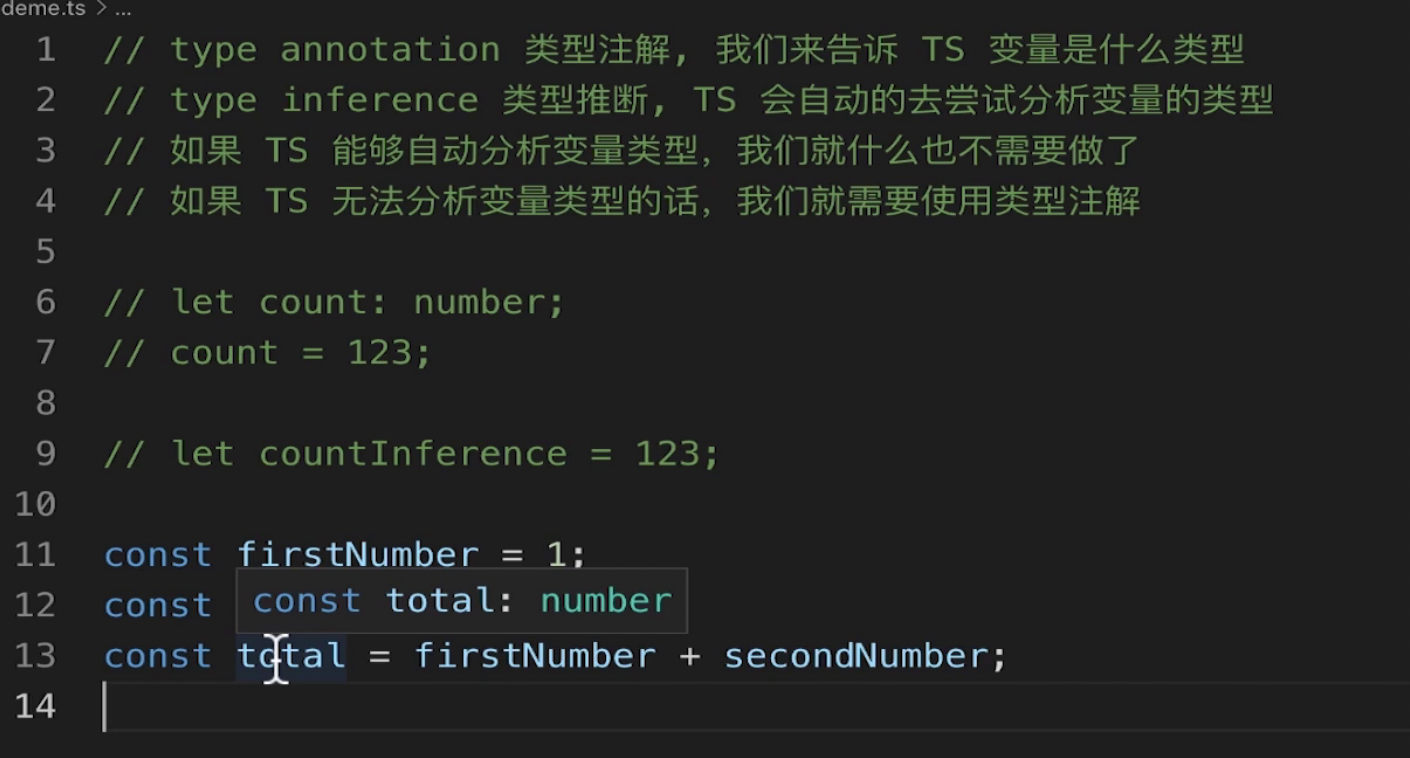 deme.ts > ...
1 // type annotation 类型注解, 我们来告诉 TS 变量是什么类型
2 // type inference 类型推断, TS 会自动的去尝试分析变量的类型
3 // 如果 TS 能够自动分析变量类型，我们就什么也不需要做了
4 // 如果 TS 无法分析变量类型的话，我们就需要使用类型注解
5
6 // let count: number;
7 // count = 123;
8
9 // let countInference = 123;
10
11 const firstNumber = 1;
12 const
const total: number
13 const total = firstNumber + secondNumber;
14